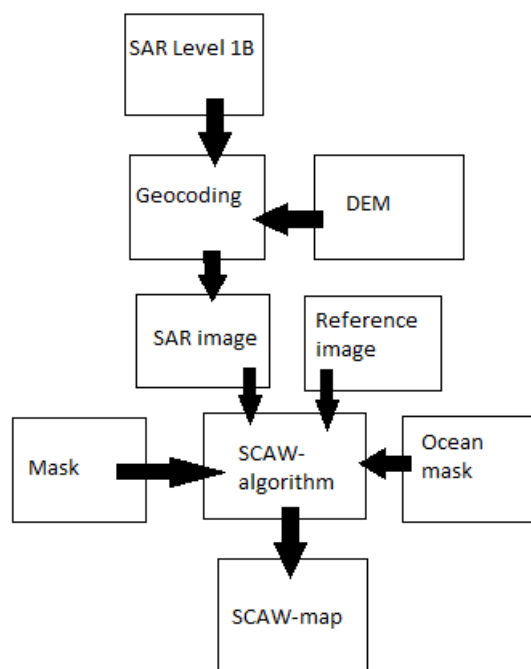 SAR Level 1B
Geocoding
DEM
SAR image
Reference
image
Mask
SCAW-
algorithm
Ocean
mask
SCAW-map